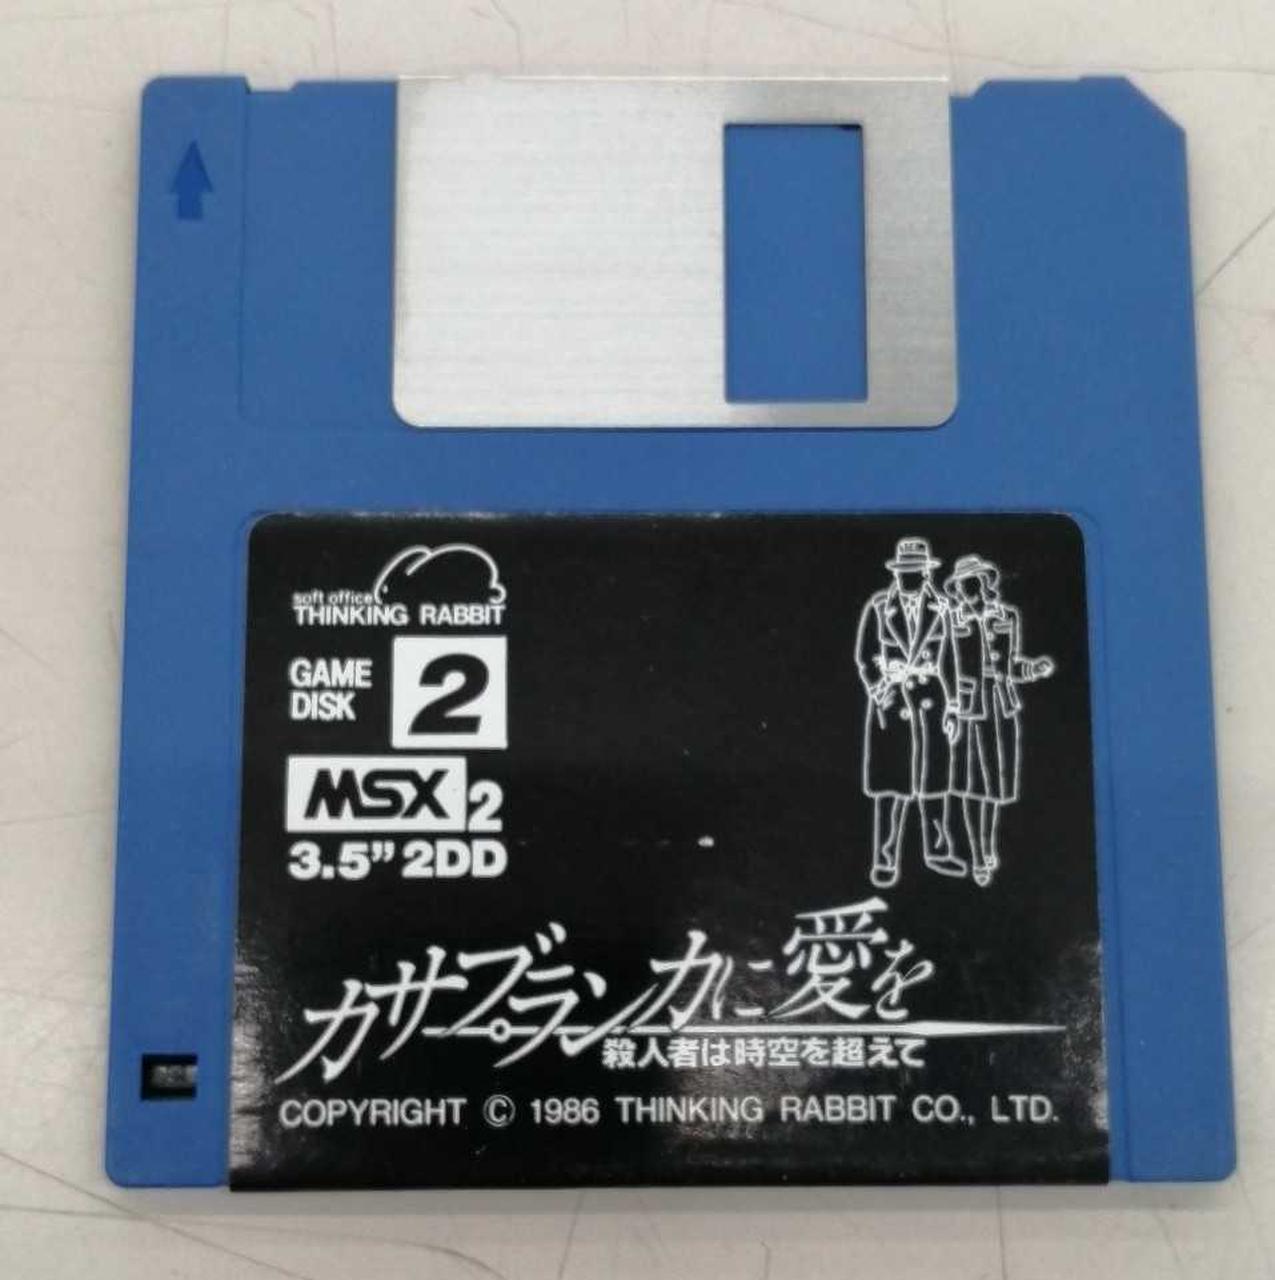 soft office
THINKING RABBIT
GAME
DISK
2
MSX 2
3.5” 2DD
カサブランカに愛を
殺人者は時空を超えて
COPYRIGHT © 1986 THINKING RABBIT CO., LTD.